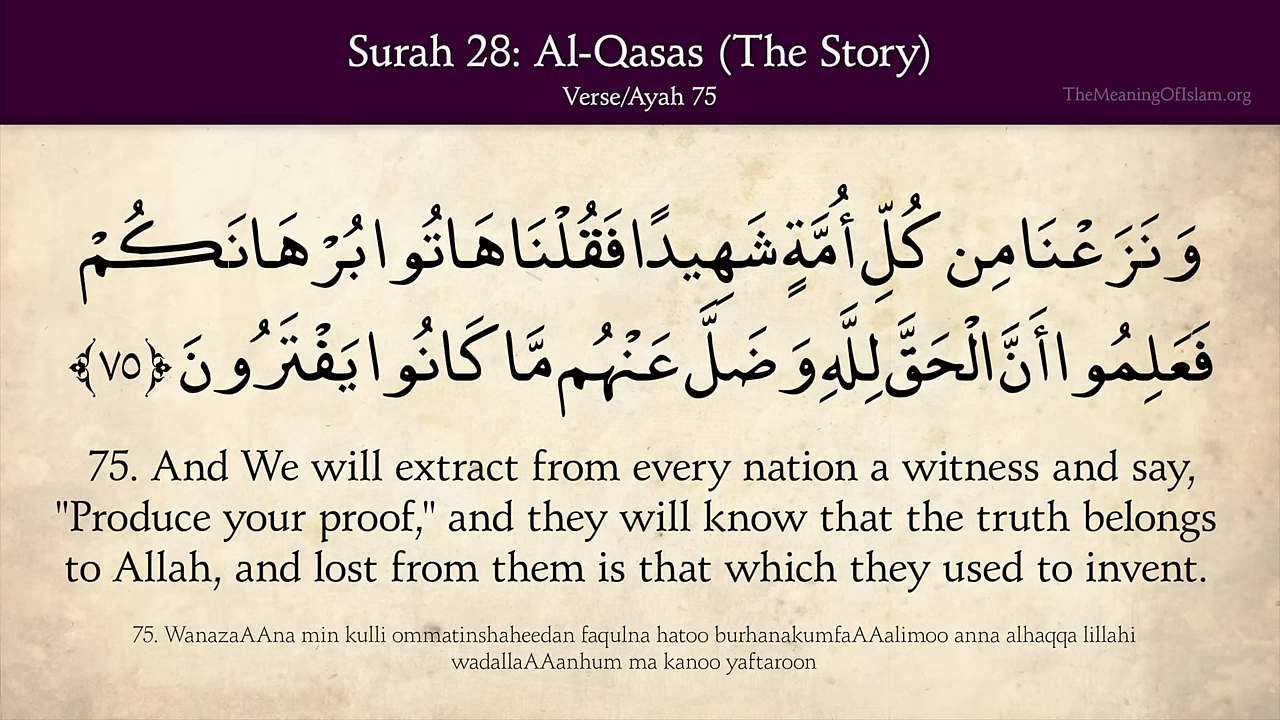 Surah 28: Al-Qasas (The Story)
Verse/Ayah 75
TheMeaningOfIslam.org
وَنَزَعْنَا مِن كُلِّ أُمَّةٍ شَهِيدًا فَقُلْنَا هَاتُوا بُرْهَانَكُمْ
فَعَلِمُوا أَنَّ الْحَقَّ لِلَّهِ وَضَلَّ عَنْهُم مَّا كَانُوا يَفْتَرُونَ ﴿٧٥﴾
75. And We will extract from every nation a witness and say,
"Produce your proof," and they will know that the truth belongs
to Allah, and lost from them is that which they used to invent.
75. WanazaAAna min kulli ommatinshaheedan faqulna hatoo burhanakumfaAAalimoo anna alhaqqa lillahi
wadallaAAanhum ma kanoo yaftaroon